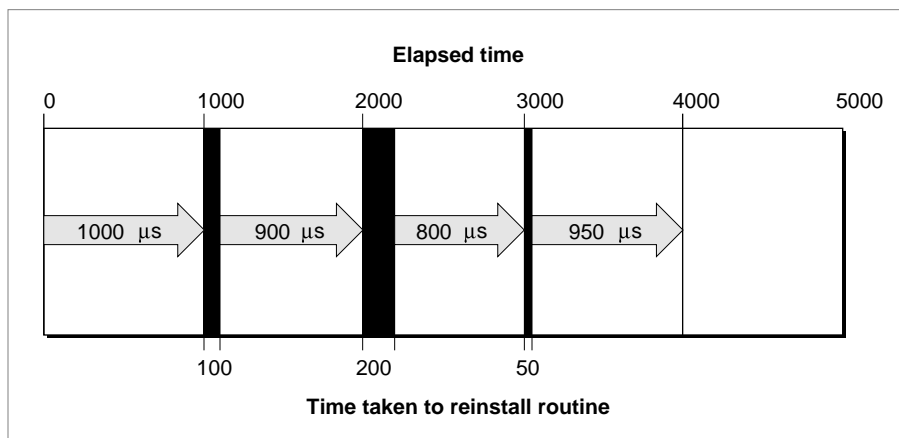 Elapsed time
0 1000 2000 3000 4000 5000
1000 μs 900 μs 800 μs 950 μs
100 200 50
Time taken to reinstall routine